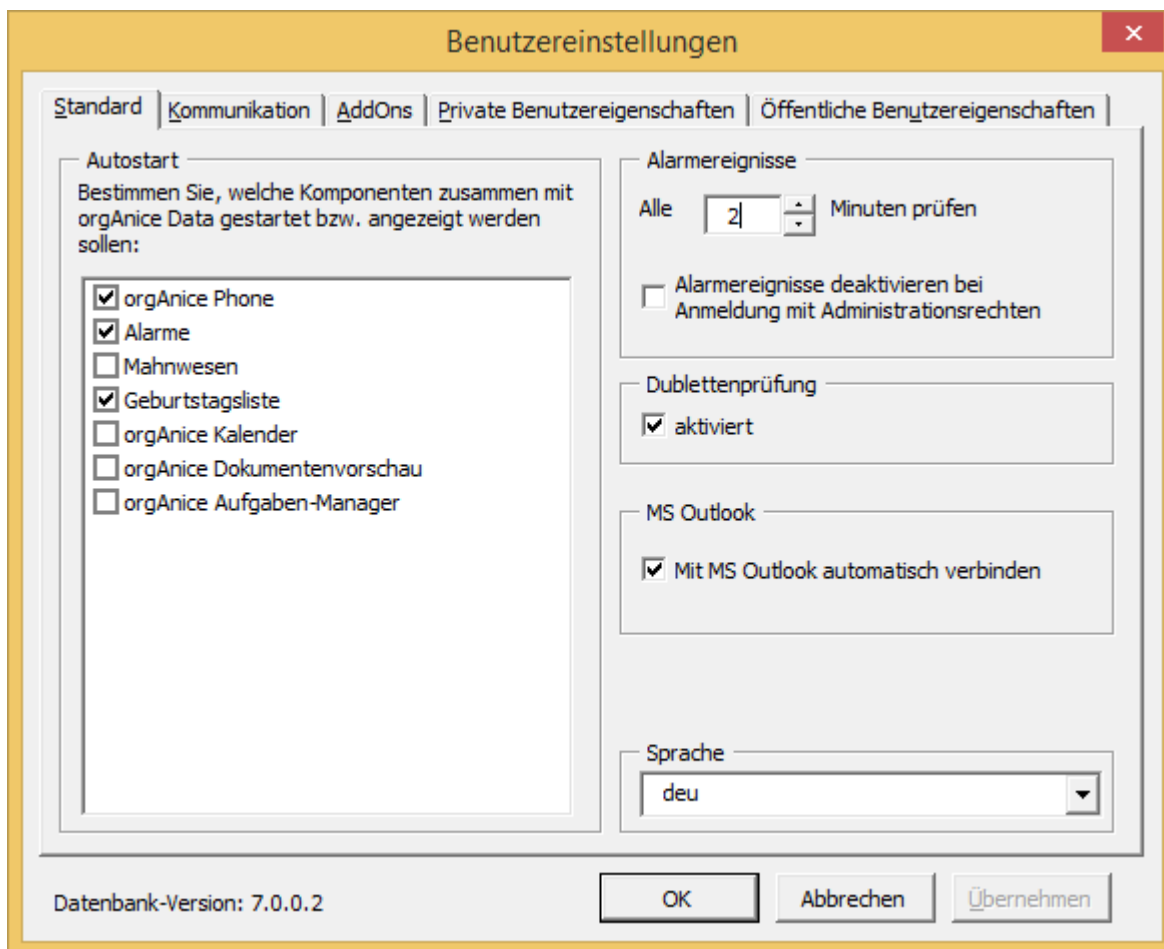 Benutzereinstellungen
Standard
Kommunikation
AddOns
Private Benutzereigenschaften
Öffentliche Benutzereigenschaften
Autostart
Bestimmen Sie, welche Komponenten zusammen mit
orgAnice Data gestartet bzw. angezeigt werden
sollen:
orgAnice Phone
Alarme
Mahnwesen
Geburtstagsliste
orgAnice Kalender
orgAnice Dokumentenvorschau
orgAnice Aufgaben-Manager
Alarmereignisse
Alle 2 Minuten prüfen
Alarmereignisse deaktivieren bei
Anmeldung mit Administrationsrechten
Dublettenprüfung
aktiviert
MS Outlook
Mit MS Outlook automatisch verbinden
Sprache
deu
Datenbank-Version: 7.0.0.2
OK
Abbrechen
Übernehmen